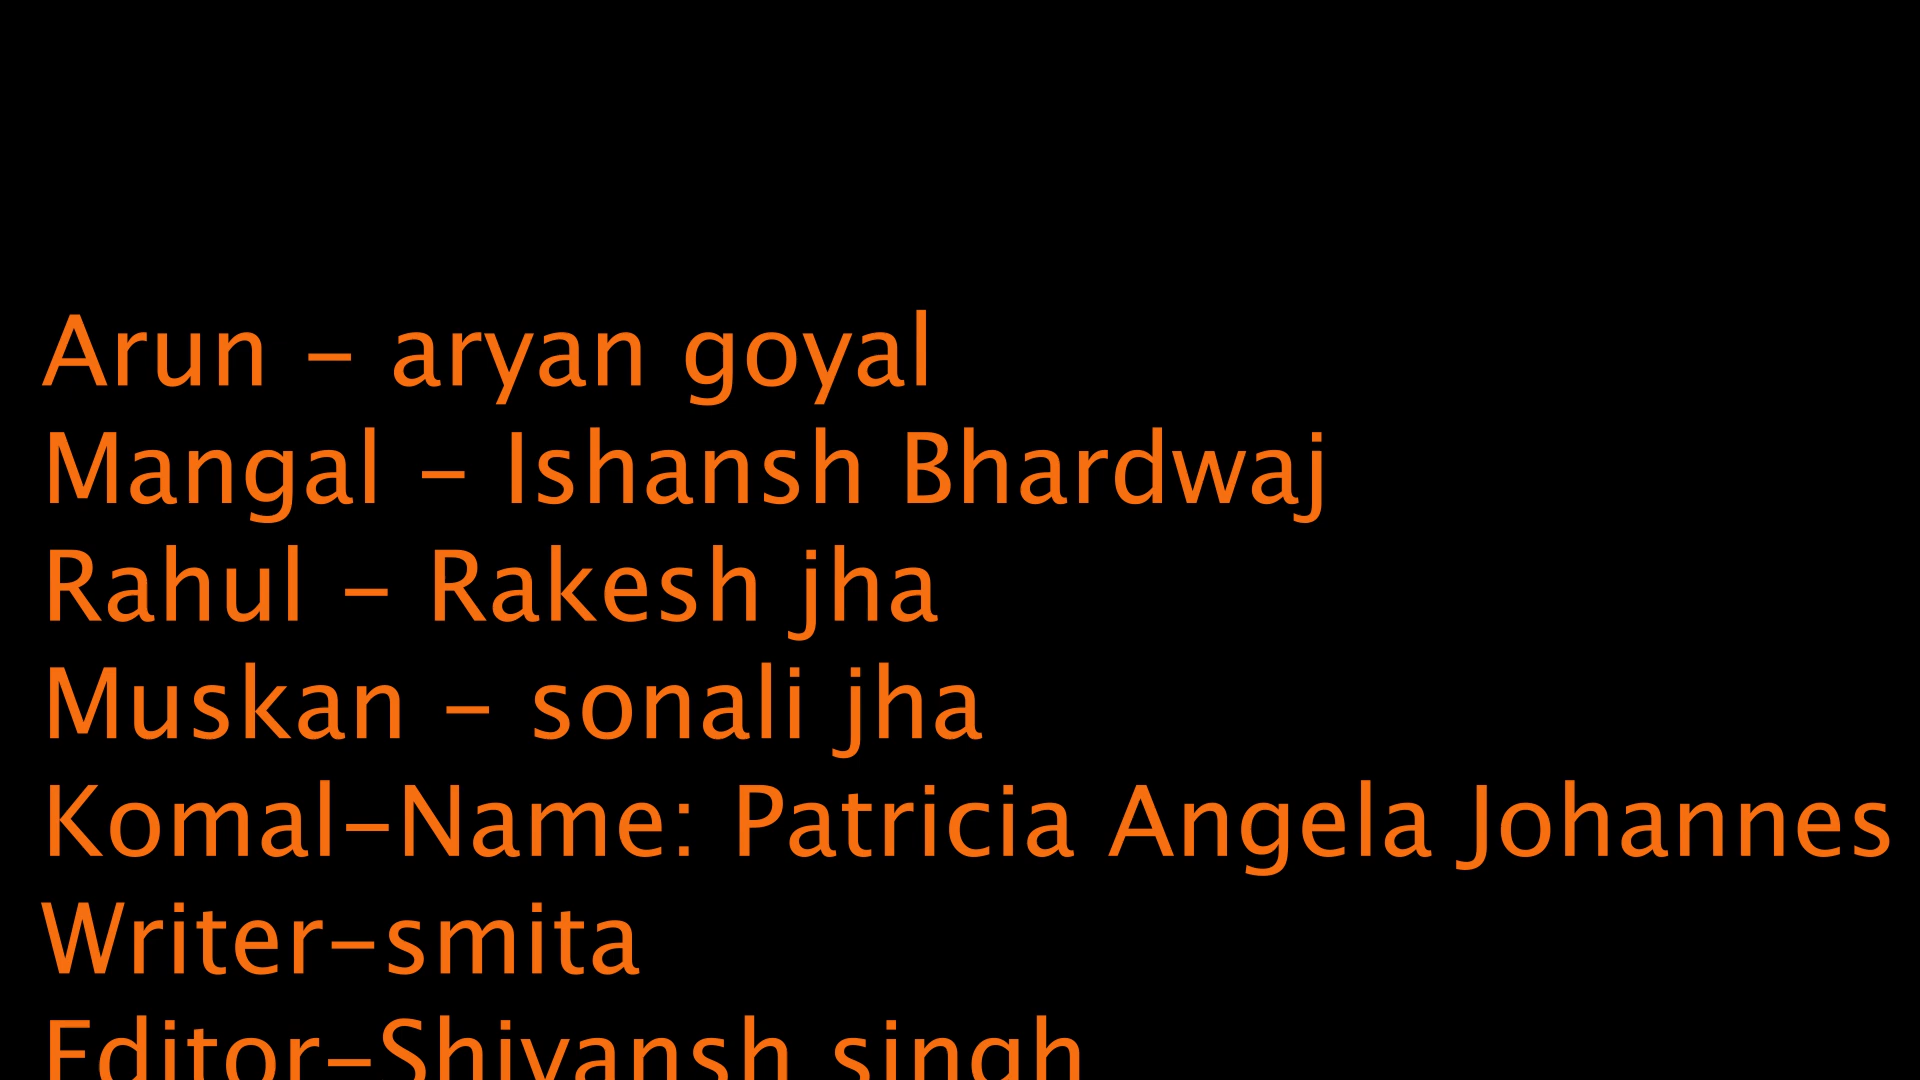 Arun - aryan goyal
Mangal - Ishansh Bhardwaj
Rahul - Rakesh jha
Muskan - sonali jha
Komal-Name: Patricia Angela Johannes
Writer-smita
Editor-Shivansh singh